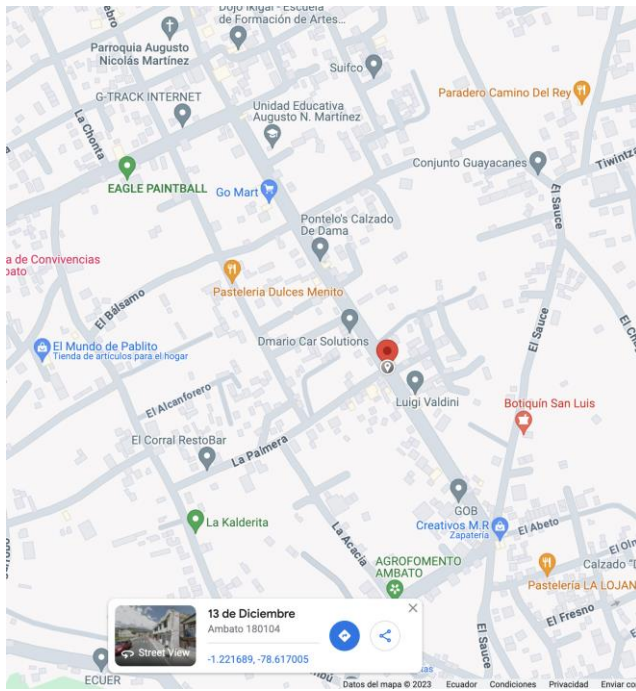 Dojo Ikigai - Escuela
de Formación de Artes...
Parroquia Augusto
Nicolás Martínez
Suifco
G-TRACK INTERNET
Paradero Camino Del Rey
La Chonta
Unidad Educativa
Augusto N. Martínez
Conjunto Guayacanes
Tiwintza
EAGLE PAINTBALL
Go Mart
El Sauce
Pontelo's Calzado
De Dama
a de Convivencias
bato
Pasteleria Dulces Menito
El Bálsamo
El Sauce
Dmario Car Solutions
El Mundo de Pablito
Tienda de artículos para el hogar
Luigi Valdini
El Alcanforero
Botiquín San Luis
El Corral RestoBar
La Palmera
GOB
La Kalderita
Creativos M.R
Zapatería
El Abeto
La Acacia
AGROFOMENTO
AMBATO
Calzado "D
Pastelería LA LOJAN
El Fresno
El Sauce
13 de Diciembre
Ambato 180104
Street View
-1.221689, -78.617005
ECUER
Datos del mapa © 2023 Ecuador Condiciones Privacidad Enviar co